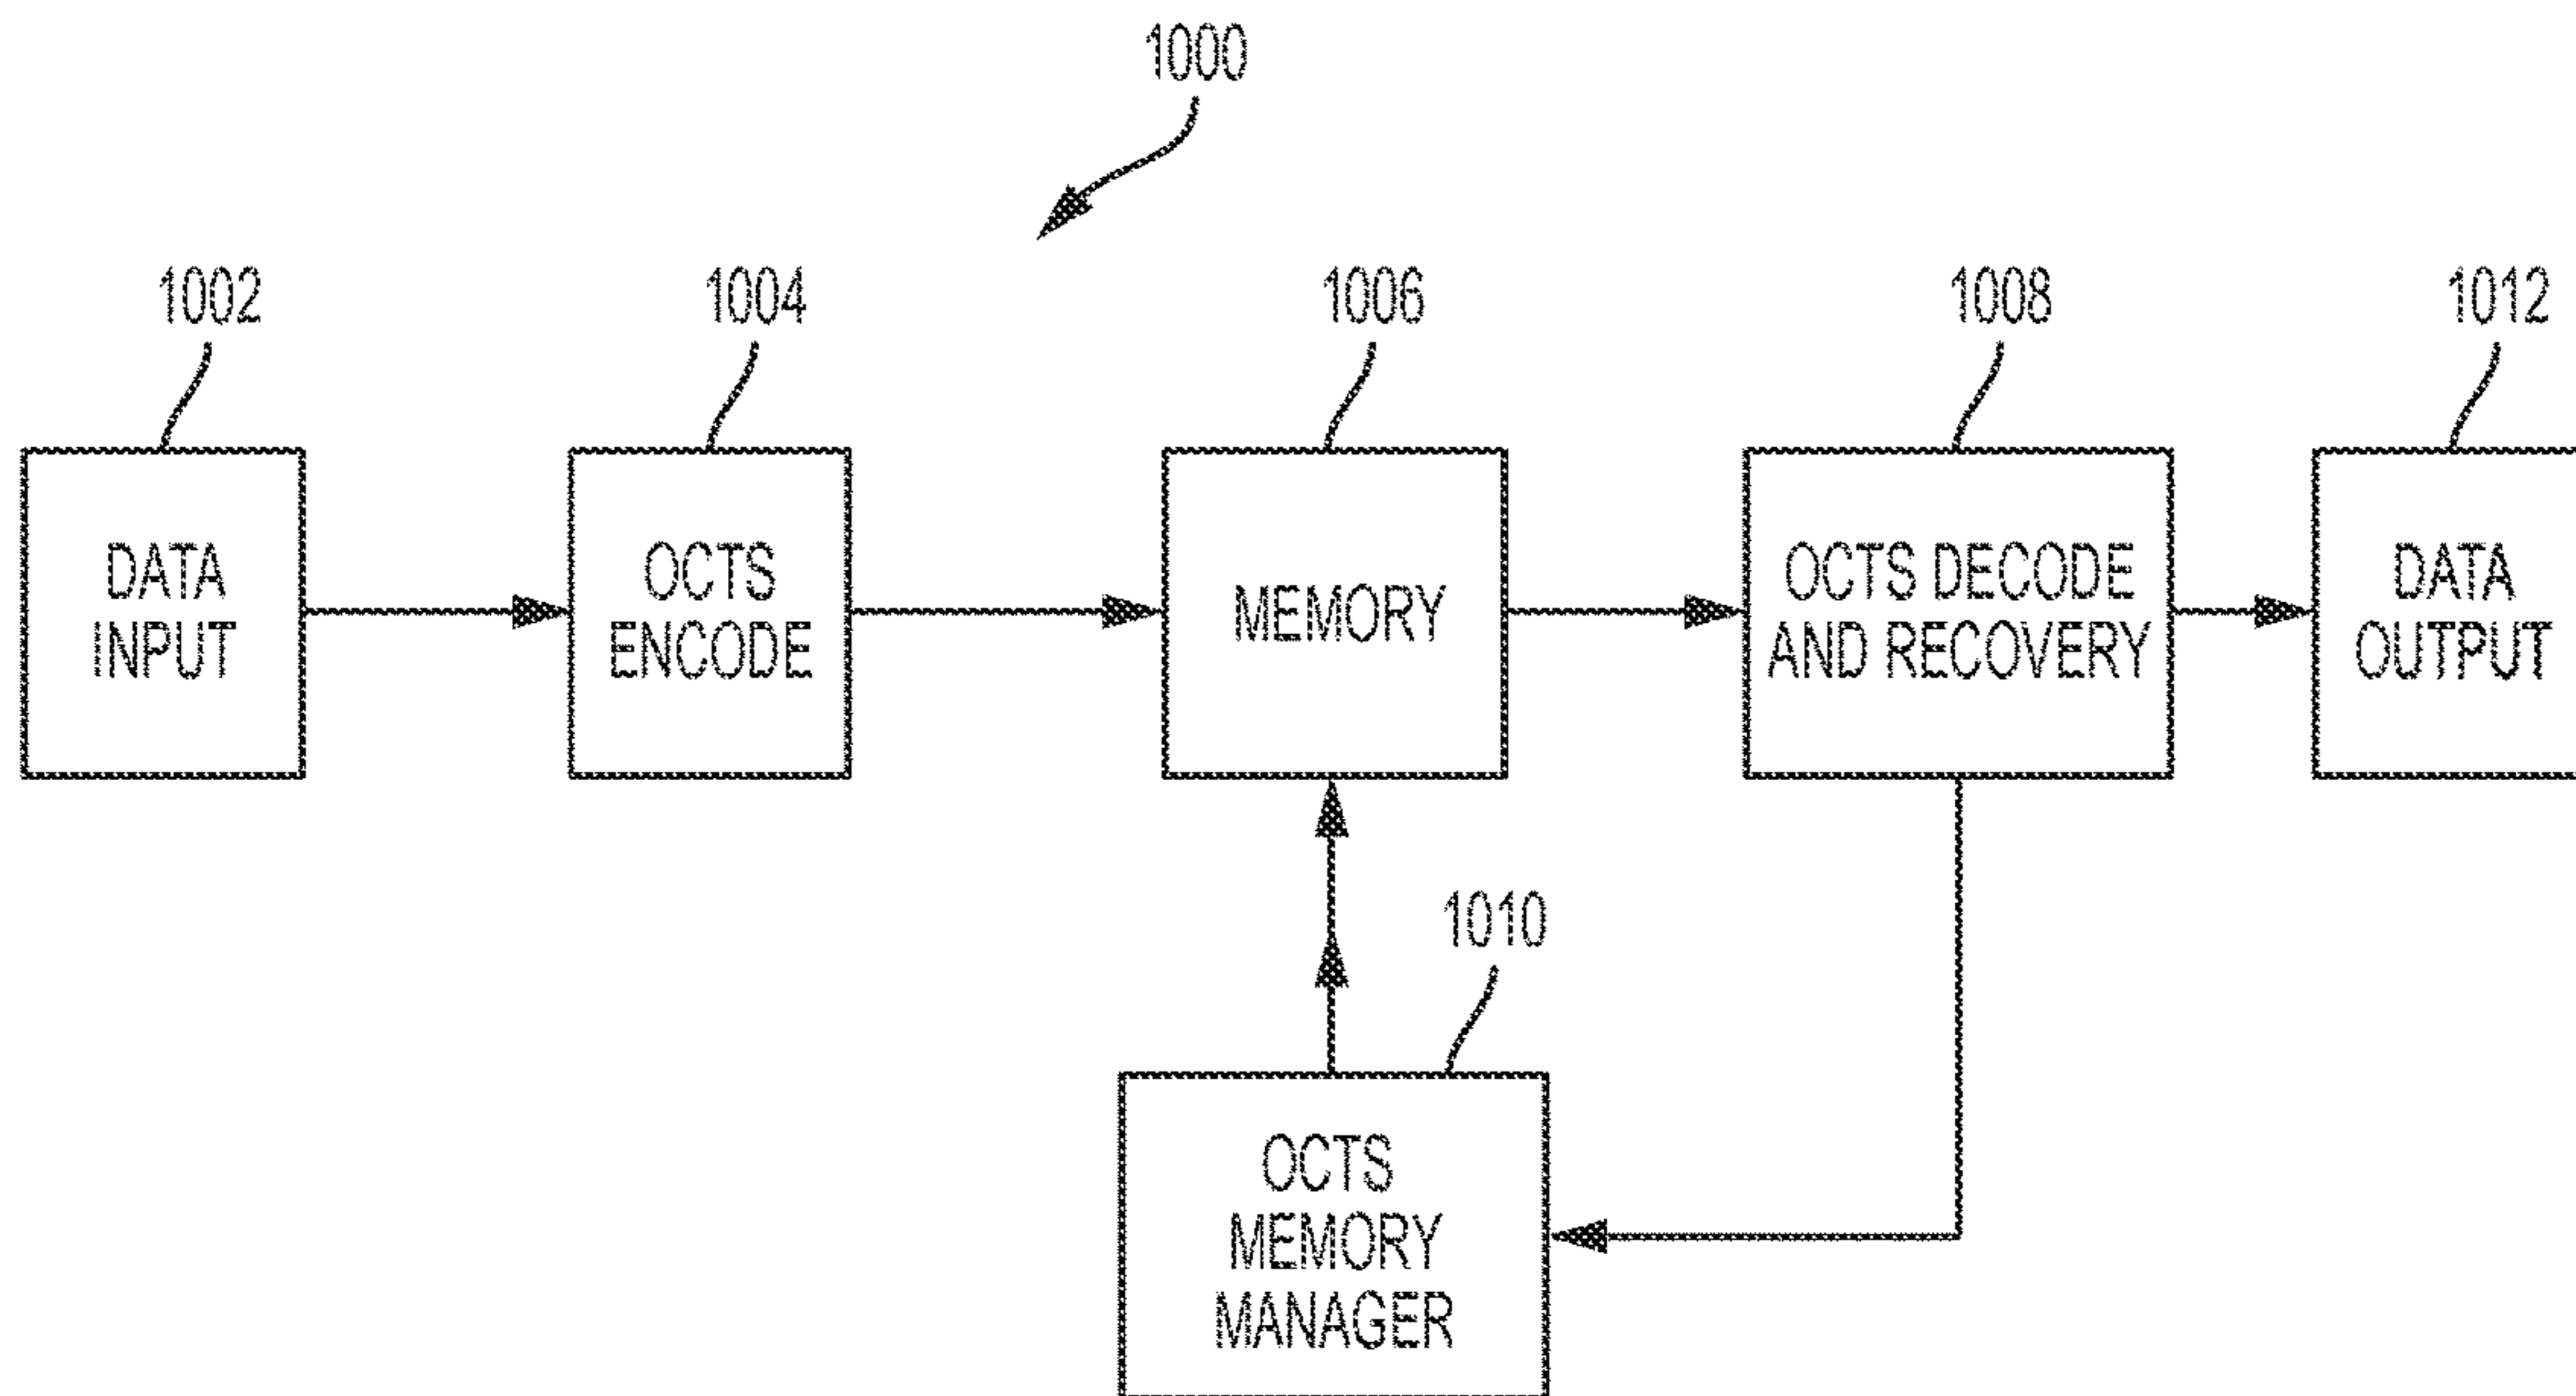 1000
1002
1004
1006
1008
1012
DATA
INPUT
OCTS
ENCODE
MEMORY
OCTS DECODE
AND RECOVERY
DATA
OUTPUT
1010
OCTS
MEMORY
MANAGER